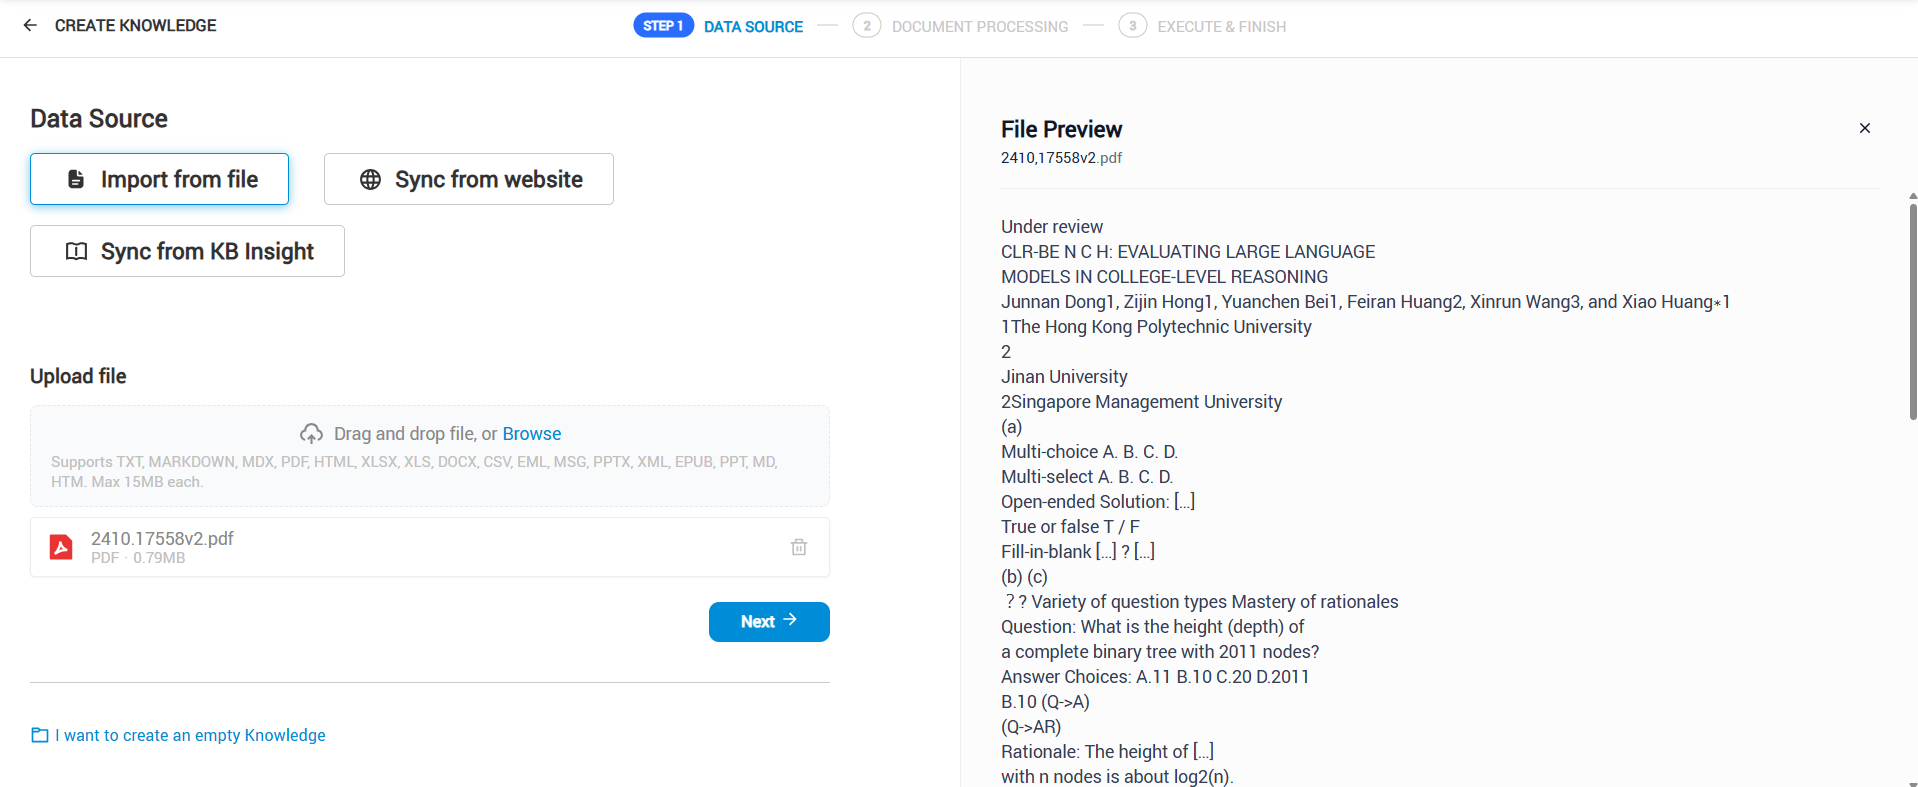 CREATE KNOWLEDGE
STEP 1 DATA SOURCE 2 DOCUMENT PROCESSING 3 EXECUTE & FINISH
Data Source
Import from file
Sync from website
Sync from KB Insight
Upload file
Drag and drop file, or Browse
Supports TXT, MARKDOWN, MDX, PDF, HTML, XLSX, XLS, DOCX, CSV, EML, MSG, PPTX, XML, EPUB, PPT, MD,
HTM. Max 15MB each.
2410.17558v2.pdf
PDF · 0.79MB
Next
I want to create an empty Knowledge
File Preview
2410,17558v2.pdf
Under review
CLR-BE N C H: EVALUATING LARGE LANGUAGE
MODELS IN COLLEGE-LEVEL REASONING
Junnan Dong1, Zijin Hong1, Yuanchen Bei1, Feiran Huang2, Xinrun Wang3, and Xiao Huang∗1
1The Hong Kong Polytechnic University
2
Jinan University
2Singapore Management University
(a)
Multi-choice A. B. C. D.
Multi-select A. B. C. D.
Open-ended Solution: […]
True or false T / F
Fill-in-blank […] ? […]
(b) (c)
？? Variety of question types Mastery of rationales
Question: What is the height (depth) of
a complete binary tree with 2011 nodes?
Answer Choices: A.11 B.10 C.20 D.2011
B.10 (Q->A)
(Q->AR)
Rationale: The height of […]
with n nodes is about log2(n).